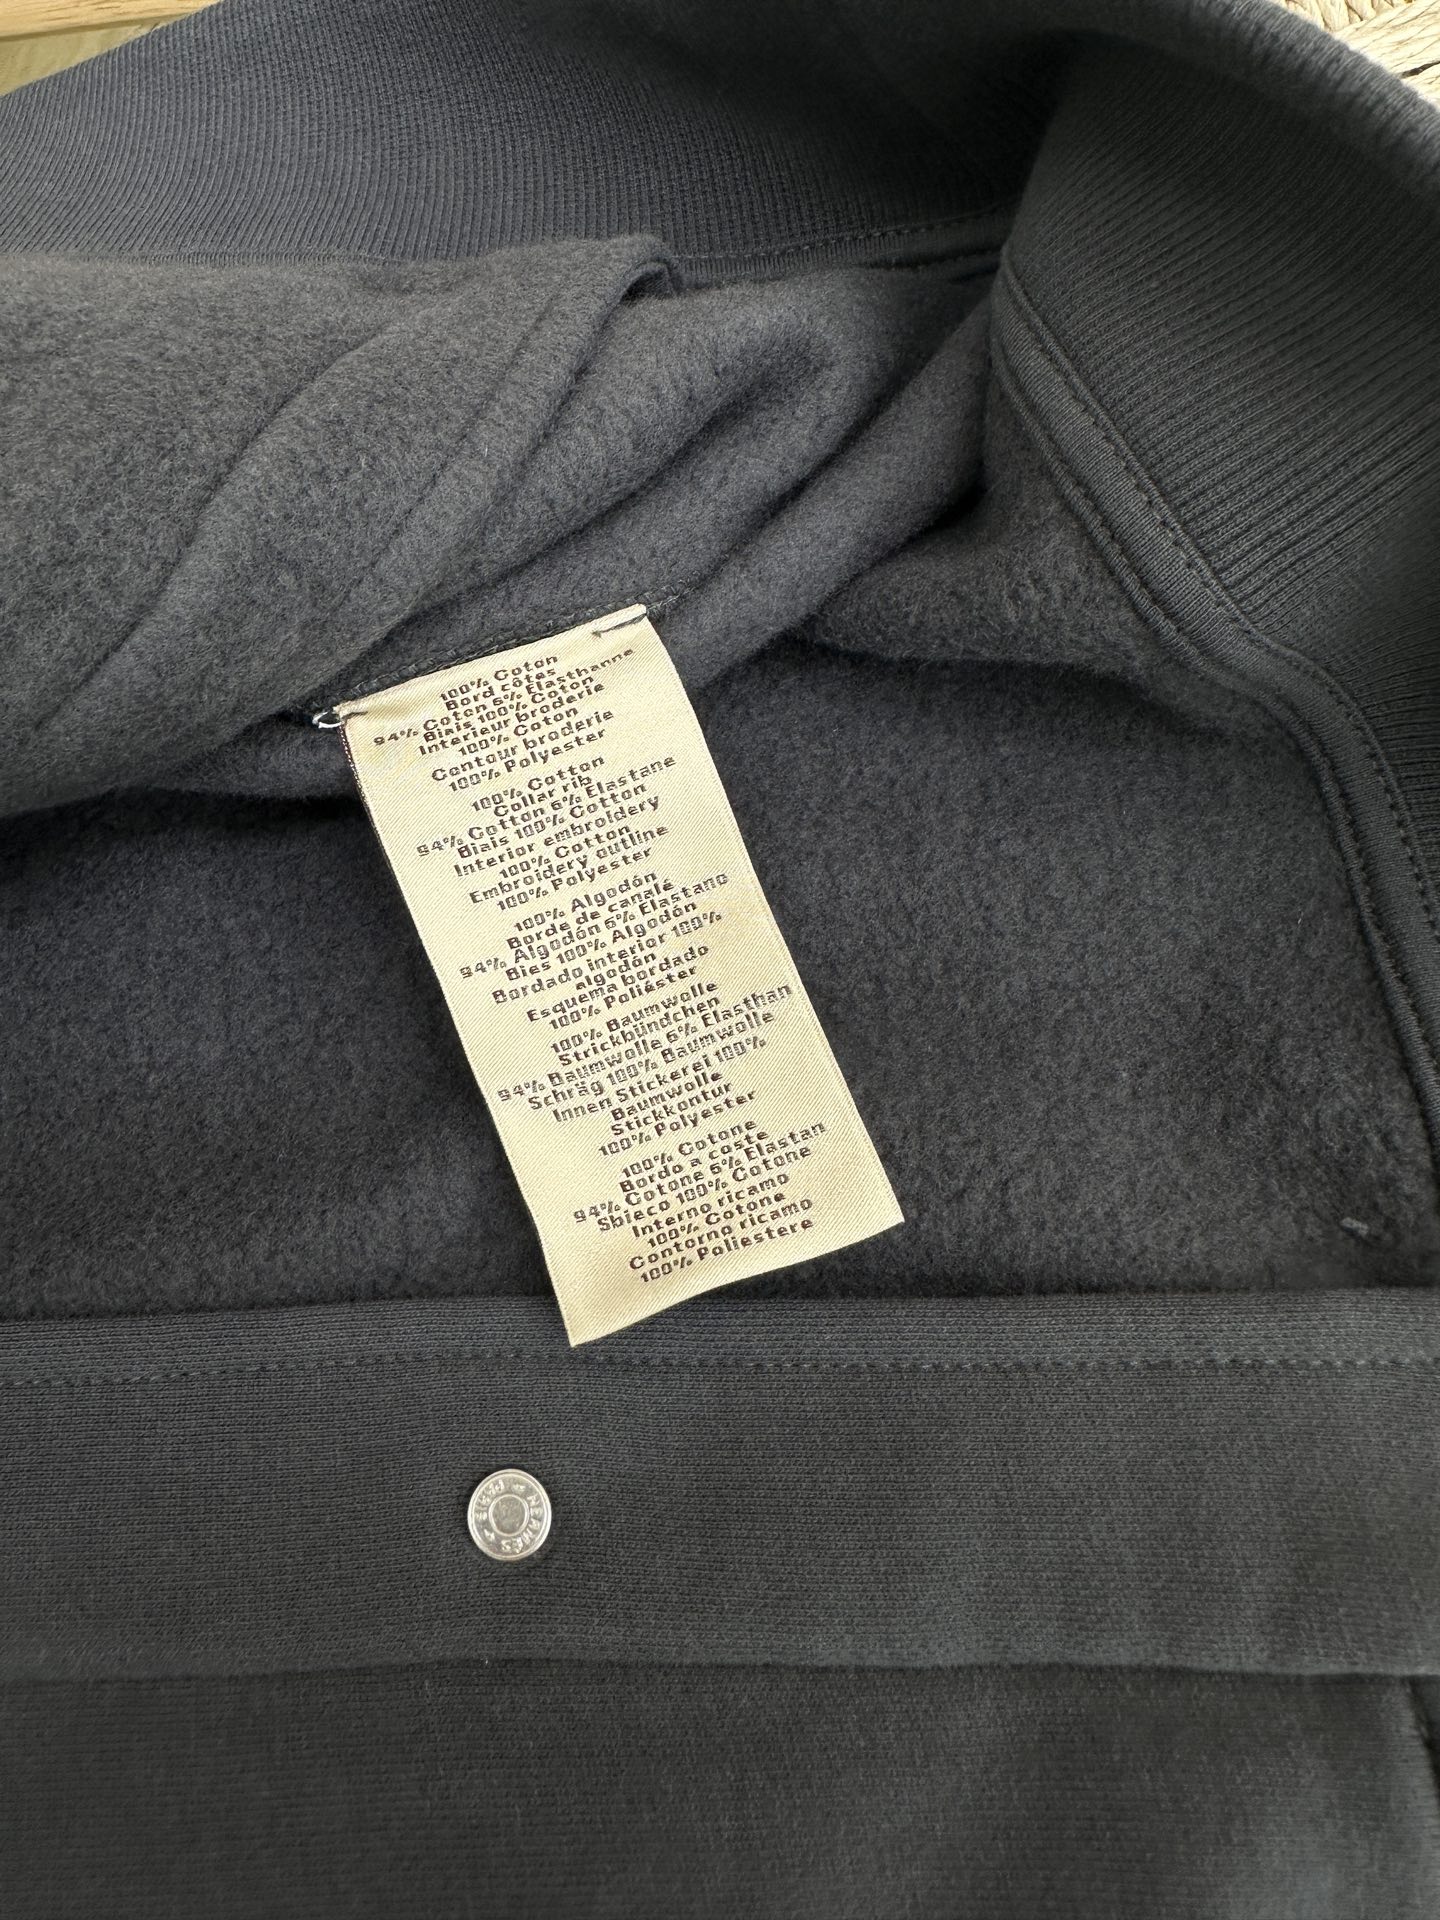 100% Coton
Bord côtes
94% Coton 6% Elasthanne
Biais 100% Coton
Interieur broderie
100% Coton
Contour broderie
100% Polyester
100% Cotton
Collar rib
94% Cotton 6% Elastane
Biais 100% Cotton
Interior embroidery
100% Cotton
Embroidery outline
100% Polyester
100% Algodón
Borde de canalé
94% Algodón 6% Elastano
Bies 100% Algodón
Bordado interior 100%
algodón
Esquema bordado
100% Poliéster
100% Baumwolle
Strickbündchen
94% Baumwolle 6% Elasthan
Schräg 100% Baumwolle
Innen Stickerei 100%
Baumwolle
Stickkontur
100% Polyester
100% Cotone
Bordo a coste
94% Cotone 6% Elastan
Sbieco 100% Cotone
Interno ricamo
100% Cotone
Contorno ricamo
100% Poliestere
HERMÈS PARIS